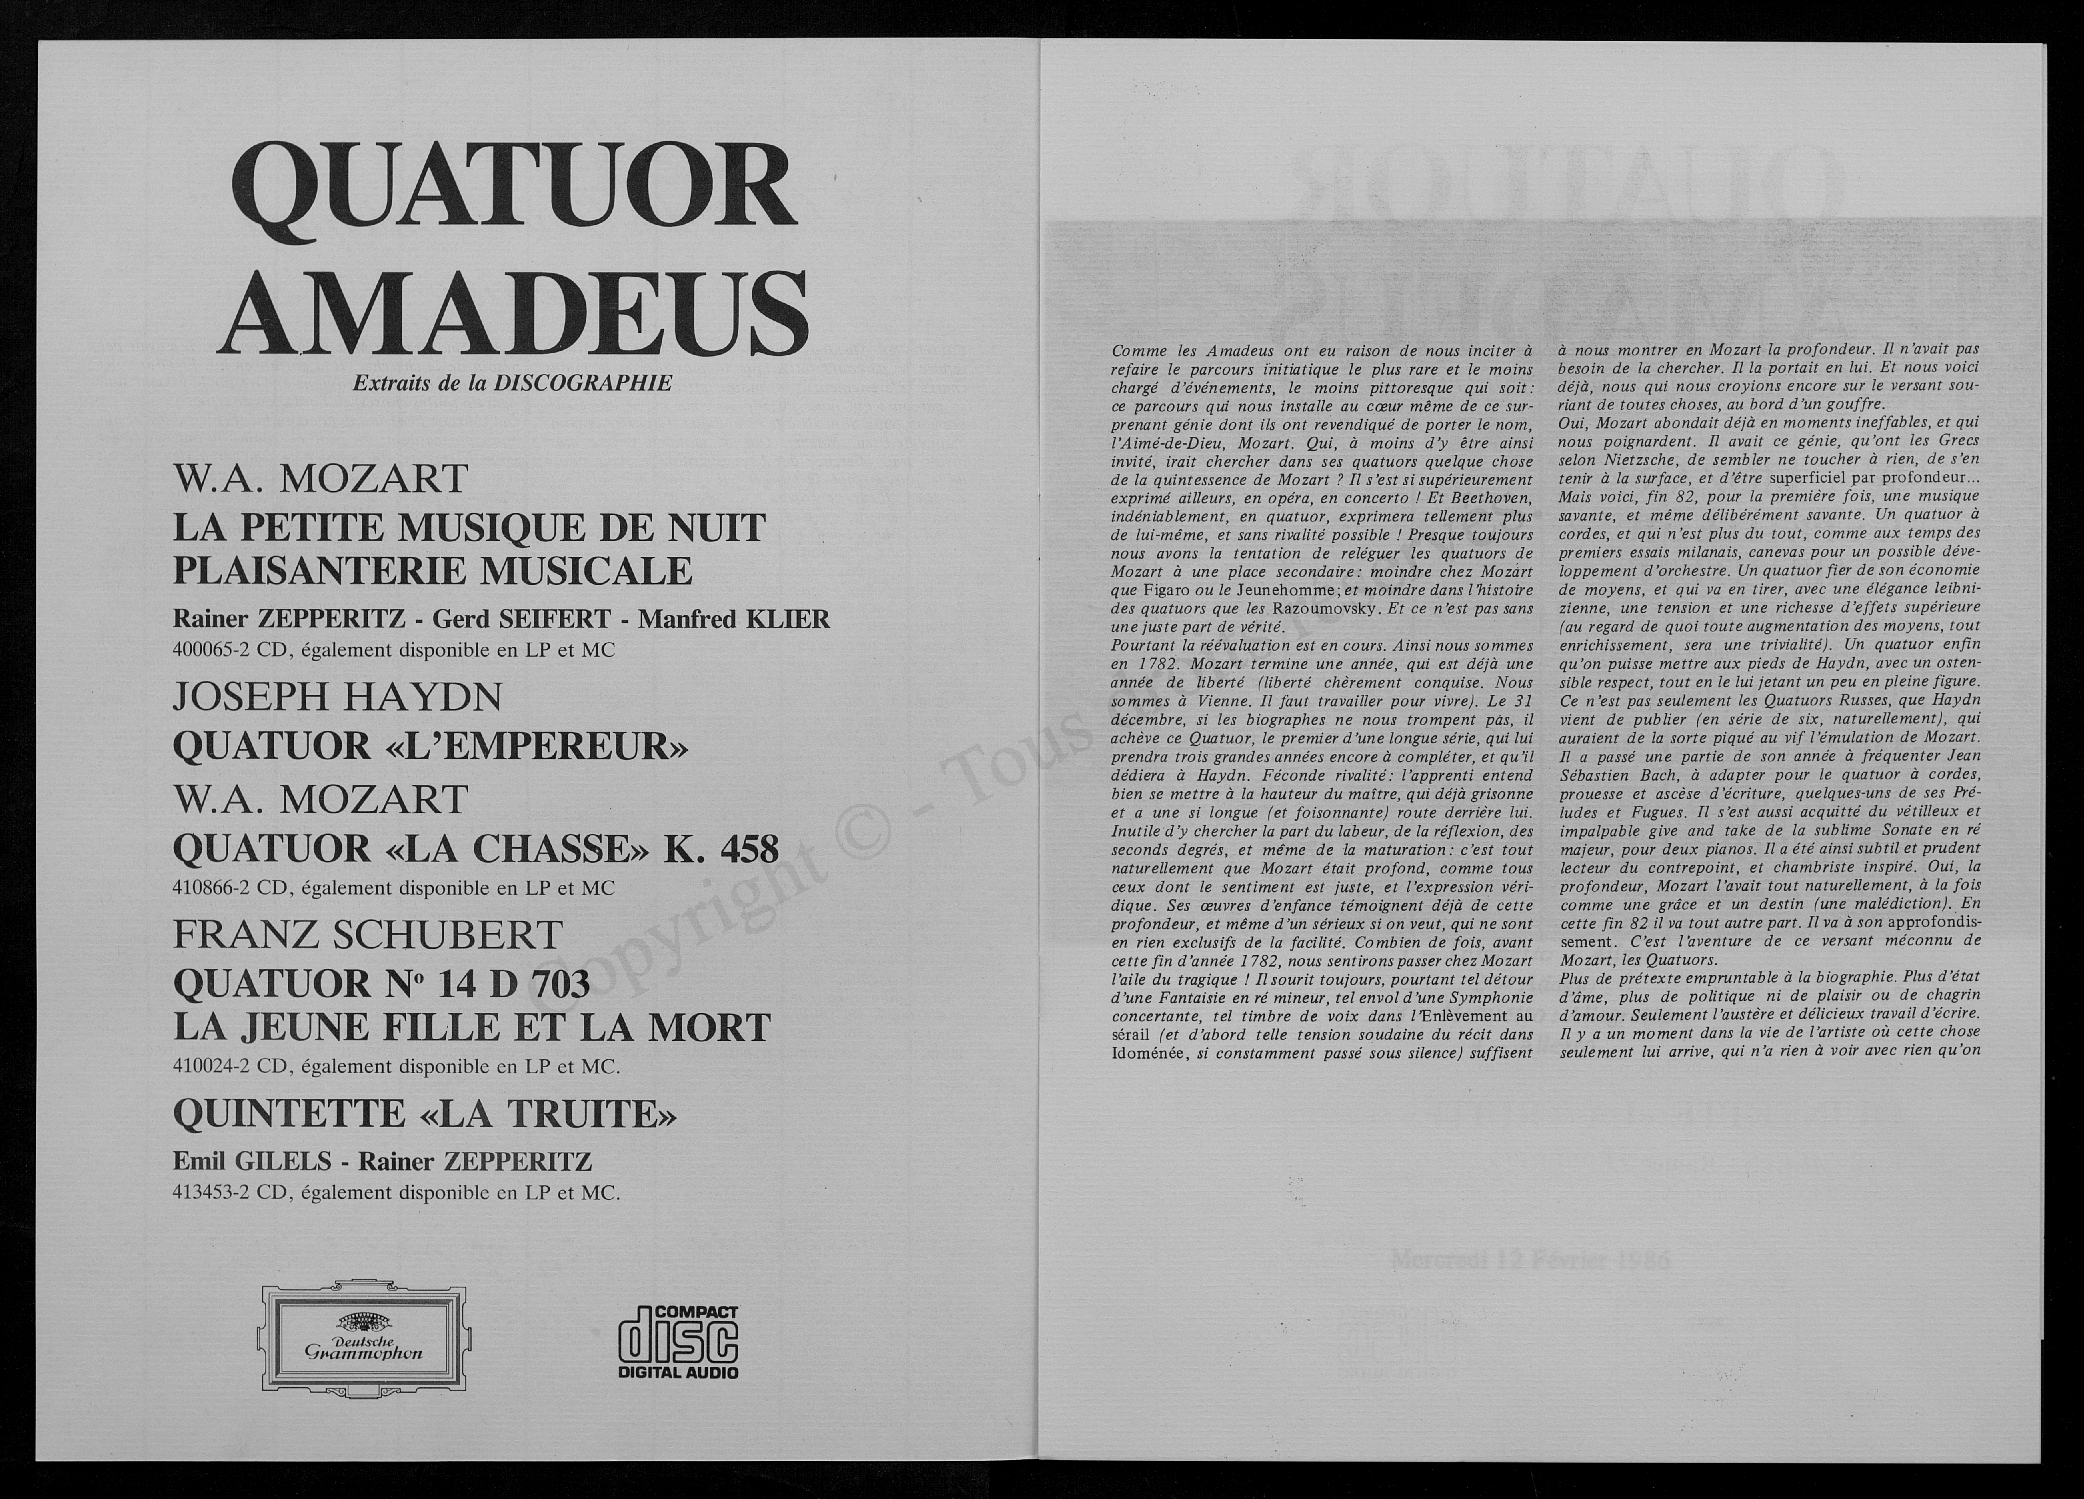 QUATUOR
AMADEUS
Extraits de la DISCOGRAPHIE
W.A. MOZART
LA PETITE MUSIQUE DE NUIT
PLAISANTERIE MUSICALE
Rainer ZEPPERITZ - Gerd SEIFERT - Manfred KLIER
400065-2 CD, également disponible en LP et MC
JOSEPH HAYDN
QUATUOR «L'EMPEREUR»
W.A. MOZART
QUATUOR «LA CHASSE» K. 458
410866-2 CD, également disponible en LP et MC
FRANZ SCHUBERT
QUATUOR Nº 14 D 703
LA JEUNE FILLE ET LA MORT
410024-2 CD, également disponible en LP et MC.
QUINTETTE «LA TRUITE»
Emil GILELS - Rainer ZEPPERITZ
413453-2 CD, également disponible en LP et MC.
Deutsche
Grammophon
COMPACT
disc
DIGITAL AUDIO
Comme les Amadeus ont eu raison de nous inciter à
refaire le parcours initiatique le plus rare et le moins
chargé d'événements, le moins pittoresque qui soit :
ce parcours qui nous installe au cœur même de ce sur-
prenant génie dont ils ont revendiqué de porter le nom,
l'Aimé-de-Dieu, Mozart. Qui, à moins d'y être ainsi
invité, irait chercher dans ses quatuors quelque chose
de la quintessence de Mozart ? Il s'est si supérieurement
exprimé ailleurs, en opéra, en concerto ! Et Beethoven,
indéniablement, en quatuor, exprimera tellement plus
de lui-même, et sans rivalité possible ! Presque toujours
nous avons la tentation de reléguer les quatuors de
Mozart à une place secondaire : moindre chez Mozart
que Figaro ou le Jeunehomme ; et moindre dans l'histoire
des quatuors que les Razoumovsky. Et ce n'est pas sans
une juste part de vérité.
Pourtant la réévaluation est en cours. Ainsi nous sommes
en 1782. Mozart termine une année, qui est déjà une
année de liberté (liberté chèrement conquise. Nous
sommes à Vienne. Il faut travailler pour vivre). Le 31
décembre, si les biographes ne nous trompent pas, il
achève ce Quatuor, le premier d'une longue série, qui lui
prendra trois grandes années encore à compléter, et qu'il
dédiera à Haydn. Féconde rivalité : l'apprenti entend
bien se mettre à la hauteur du maître, qui déjà grisonne
et a une si longue (et foisonnante) route derrière lui.
Inutile d'y chercher la part du labeur, de la réflexion, des
seconds degrés, et même de la maturation : c'est tout
naturellement que Mozart était profond, comme tous
ceux dont le sentiment est juste, et l'expression véri-
dique. Ses œuvres d'enfance témoignent déjà de cette
profondeur, et même d'un sérieux si on veut, qui ne sont
en rien exclusifs de la facilité. Combien de fois, avant
cette fin d'année 1782, nous sentirons passer chez Mozart
l'aile du tragique ! Il sourit toujours, pourtant tel détour
d'une Fantaisie en ré mineur, tel envol d'une Symphonie
concertante, tel timbre de voix dans l'Enlèvement au
sérail (et d'abord telle tension soudaine du récit dans
Idoménée, si constamment passé sous silence) suffisent
à nous montrer en Mozart la profondeur. Il n'avait pas
besoin de la chercher. Il la portait en lui. Et nous voici
déjà, nous qui nous croyions encore sur le versant sou-
riant de toutes choses, au bord d'un gouffre.
Oui, Mozart abondait déjà en moments ineffables, et qui
nous poignardent. Il avait ce génie, qu'ont les Grecs
selon Nietzsche, de sembler ne toucher à rien, de s'en
tenir à la surface, et d'être superficiel par profondeur...
Mais voici, fin 82, pour la première fois, une musique
savante, et même délibérément savante. Un quatuor à
cordes, et qui n'est plus du tout, comme aux temps des
premiers essais milanais, canevas pour un possible déve-
loppement d'orchestre. Un quatuor fier de son économie
de moyens, et qui va en tirer, avec une élégance leibni-
zienne, une tension et une richesse d'effets supérieure
(au regard de quoi toute augmentation des moyens, tout
enrichissement, sera une trivialité). Un quatuor enfin
qu'on puisse mettre aux pieds de Haydn, avec un osten-
sible respect, tout en le lui jetant un peu en pleine figure.
Ce n'est pas seulement les Quatuors Russes, que Haydn
vient de publier (en série de six, naturellement), qui
auraient de la sorte piqué au vif l'émulation de Mozart.
Il a passé une partie de son année à fréquenter Jean
Sébastien Bach, à adapter pour le quatuor à cordes,
prouesse et ascèse d'écriture, quelques-uns de ses Pré-
ludes et Fugues. Il s'est aussi acquitté du vétilleux et
impalpable give and take de la sublime Sonate en ré
majeur, pour deux pianos. Il a été ainsi subtil et prudent
lecteur du contrepoint, et chambriste inspiré. Oui, la
profondeur, Mozart l'avait tout naturellement, à la fois
comme une grâce et un destin (une malédiction). En
cette fin 82 il va tout autre part. Il va à son approfondis-
sement. C'est l'aventure de ce versant méconnu de
Mozart, les Quatuors.
Plus de prétexte empruntable à la biographie. Plus d'état
d'âme, plus de politique ni de plaisir ou de chagrin
d'amour. Seulement l'austère et délicieux travail d'écrire.
Il y a un moment dans la vie de l'artiste où cette chose
seulement lui arrive, qui n'a rien à voir avec rien qu'on
Mercredi 12 Février 1986
Copyright © - Tous